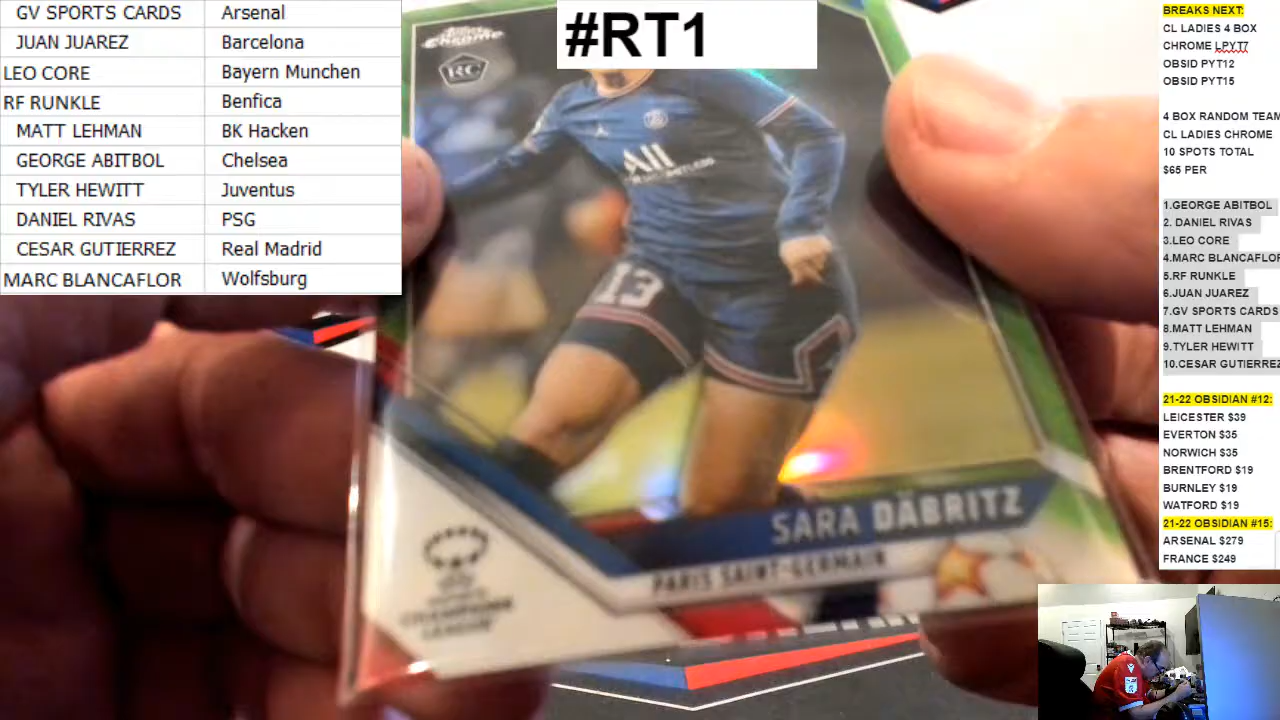 GV SPORTS CARDS Arsenal
JUAN JUAREZ Barcelona
LEO CORE Bayern Munchen
RF RUNKLE Benfica
MATT LEHMAN BK Hacken
GEORGE ABITBOL Chelsea
TYLER HEWITT Juventus
DANIEL RIVAS PSG
CESAR GUTIERREZ Real Madrid
MARC BLANCAFLOR Wolfsburg
#RT1
Chrome
RC
13
SARA DÄBRITZ
PARIS SAINT-GERMAIN
CHAMPIONS
LEAGUE
BREAKS NEXT:
CL LADIES 4 BOX
CHROME LPYT7
OBSID PYT12
OBSID PYT15
4 BOX RANDOM TEAM
CL LADIES CHROME
10 SPOTS TOTAL
$65 PER
1.GEORGE ABITBOL
2. DANIEL RIVAS
3.LEO CORE
4.MARC BLANCAFLOR
5.RF RUNKLE
6.JUAN JUAREZ
7.GV SPORTS CARDS
8.MATT LEHMAN
9.TYLER HEWITT
10.CESAR GUTIERREZ
21-22 OBSIDIAN #12:
LEICESTER $39
EVERTON $35
NORWICH $35
BRENTFORD $19
BURNLEY $19
WATFORD $19
21-22 OBSIDIAN #15:
ARSENAL $279
FRANCE $249